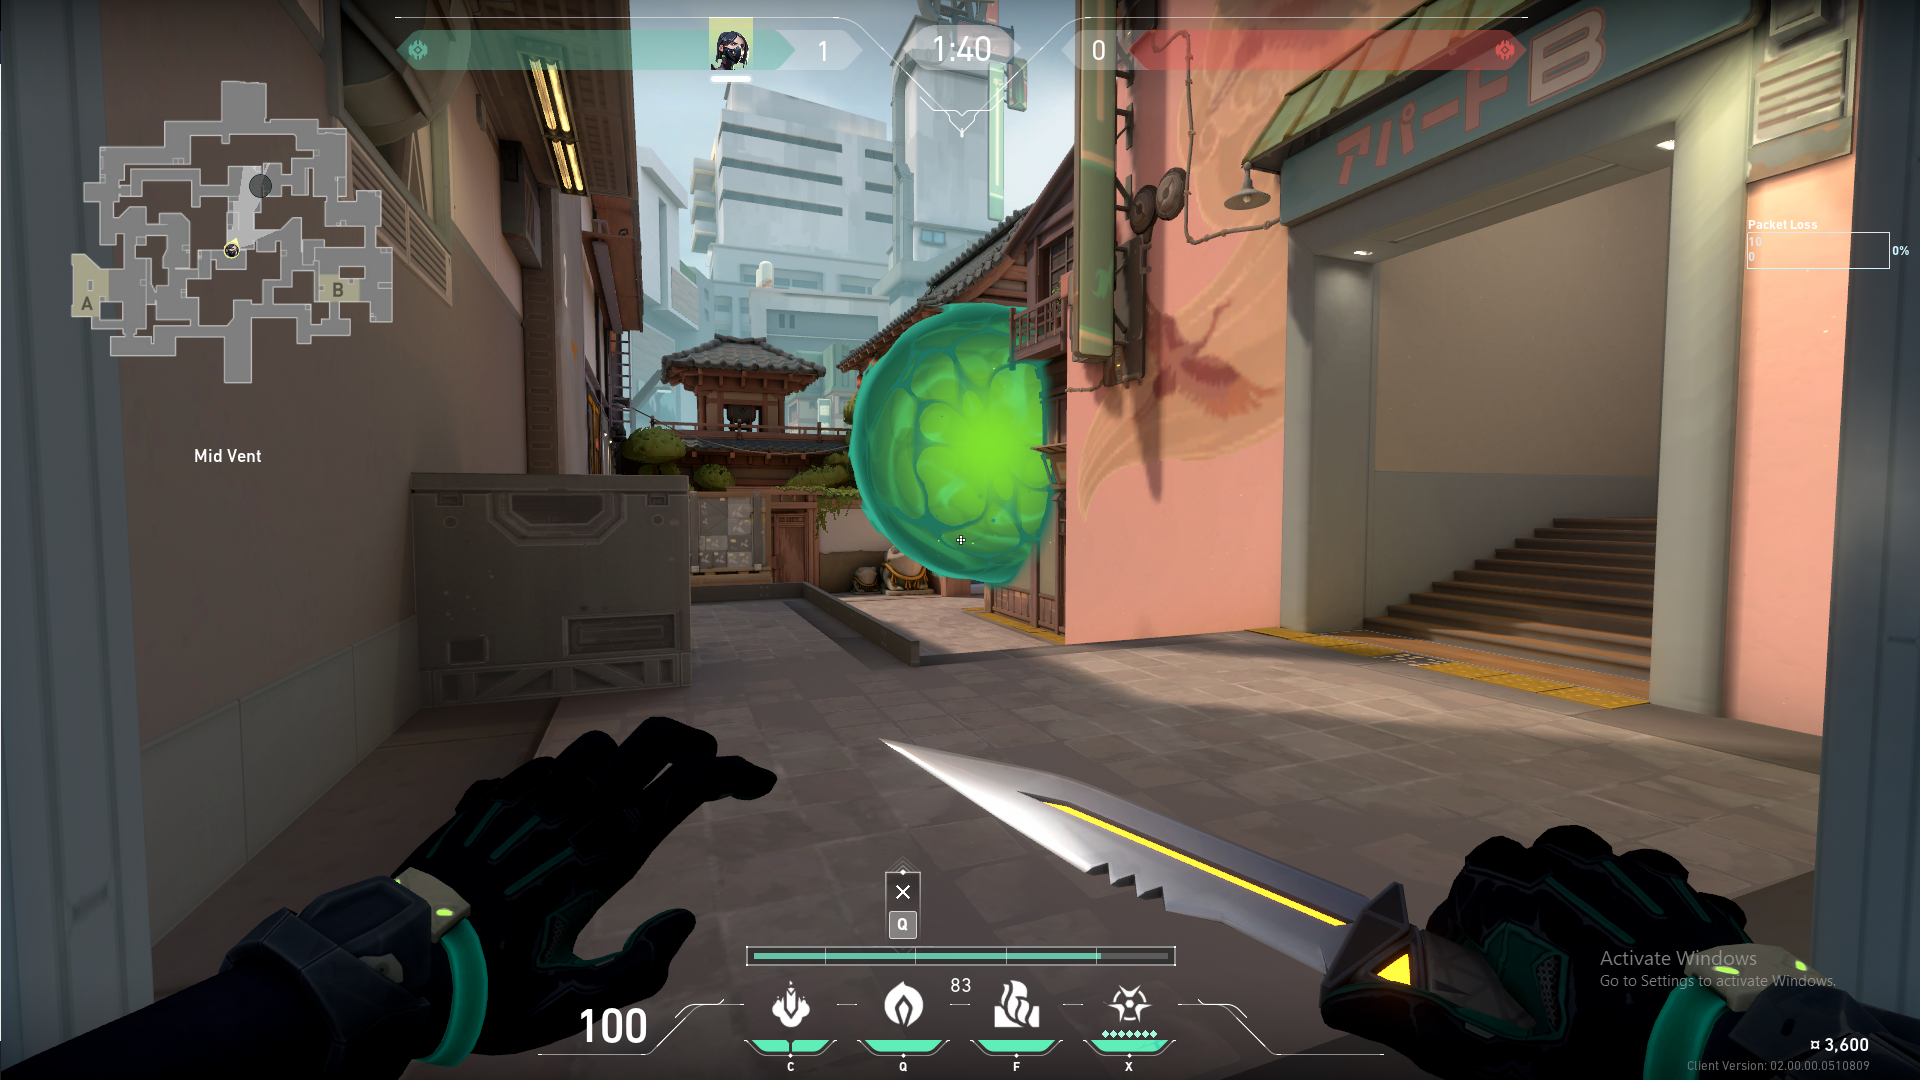 1
1:40
0
アパートB
Packet Loss
10
0
0%
A
B
Mid Vent
Q
83
100
C
Q
F
X
Activate Windows
Go to Settings to activate Windows.
¤ 3,600
Client Version: 02.00.00.0510809